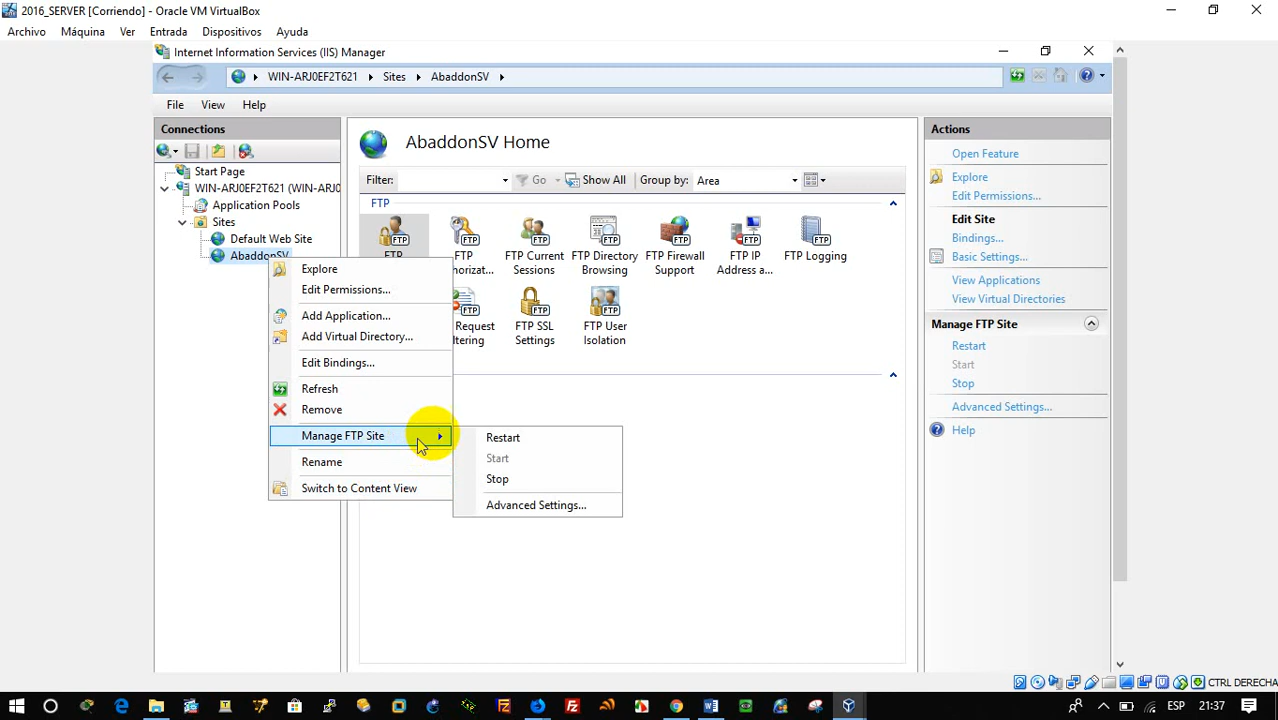 2016_SERVER [Corriendo] - Oracle VM VirtualBox
Archivo Máquina Ver Entrada Dispositivos Ayuda
Internet Information Services (IIS) Manager
WIN-ARJ0EF2T621 Sites AbaddonSV
File View Help
Connections
Start Page
WIN-ARJ0EF2T621 (WIN-ARJ0
Application Pools
Sites
Default Web Site
AbaddonSV
Explore
Edit Permissions...
Add Application...
Add Virtual Directory...
Edit Bindings...
Refresh
Remove
Manage FTP Site
Rename
Switch to Content View
Restart
Start
Stop
Advanced Settings...
AbaddonSV Home
Filter: Go Show All Group by: Area
FTP
FTP
FTP Current
Sessions
FTP Directory
Browsing
FTP Firewall
Support
FTP IP
Address a...
FTP Logging
horizat...
Request
tering
FTP SSL
Settings
FTP User
Isolation
Actions
Open Feature
Explore
Edit Permissions...
Edit Site
Bindings...
Basic Settings...
View Applications
View Virtual Directories
Manage FTP Site
Restart
Start
Stop
Advanced Settings...
Help
CTRL DERECHA
ESP 21:37